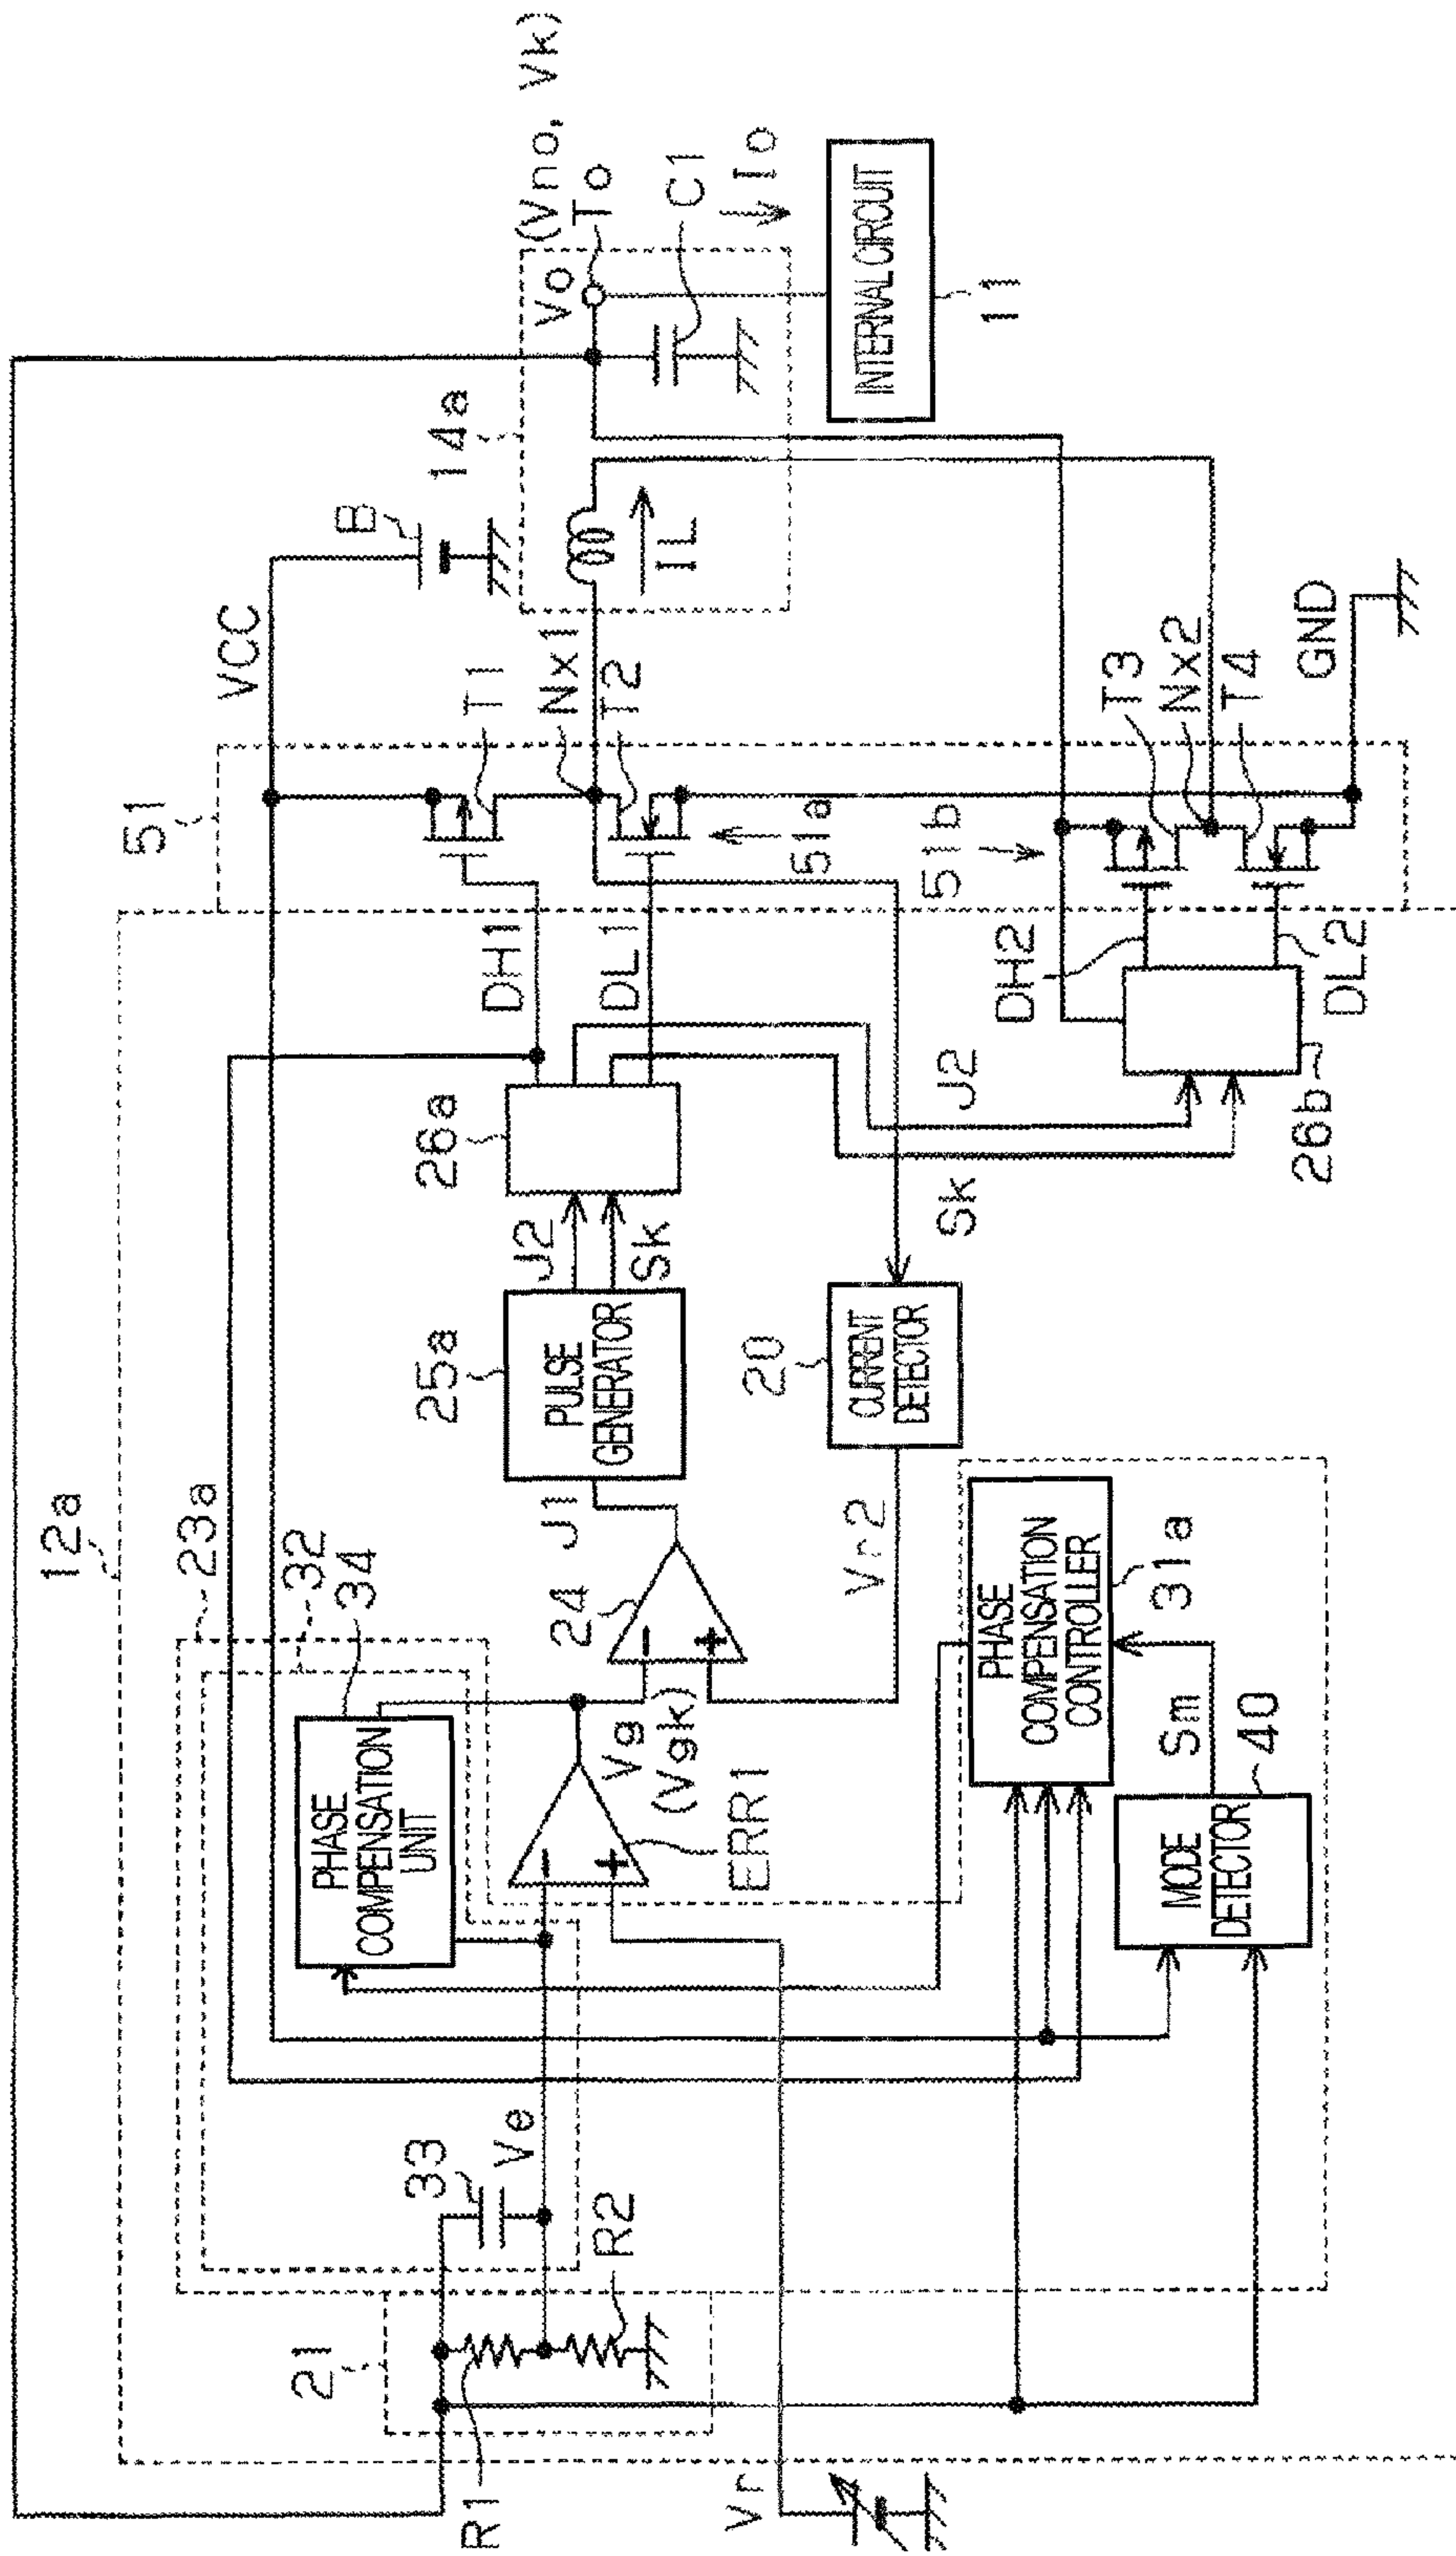 12a
23a
32
34
PHASE
COMPENSATION
UNIT
21
R1
R2
33
Ve
Vr
ERR1
Vg
(Vgk)
24
J1
25a
PULSE
GENERATOR
J2
Sk
26a
DH1
DL1
51
VCC
B
T1
Nx1
T2
51a
14a
IL
Vo
(Vno, Vk)
To
C1
Io
INTERNAL CIRCUIT
11
20
CURRENT
DETECTOR
Vr2
Sk
J2
PHASE
COMPENSATION
CONTROLLER
31a
Sm
MODE
DETECTOR
40
26b
DH2
DL2
51b
T3
Nx2
T4
GND